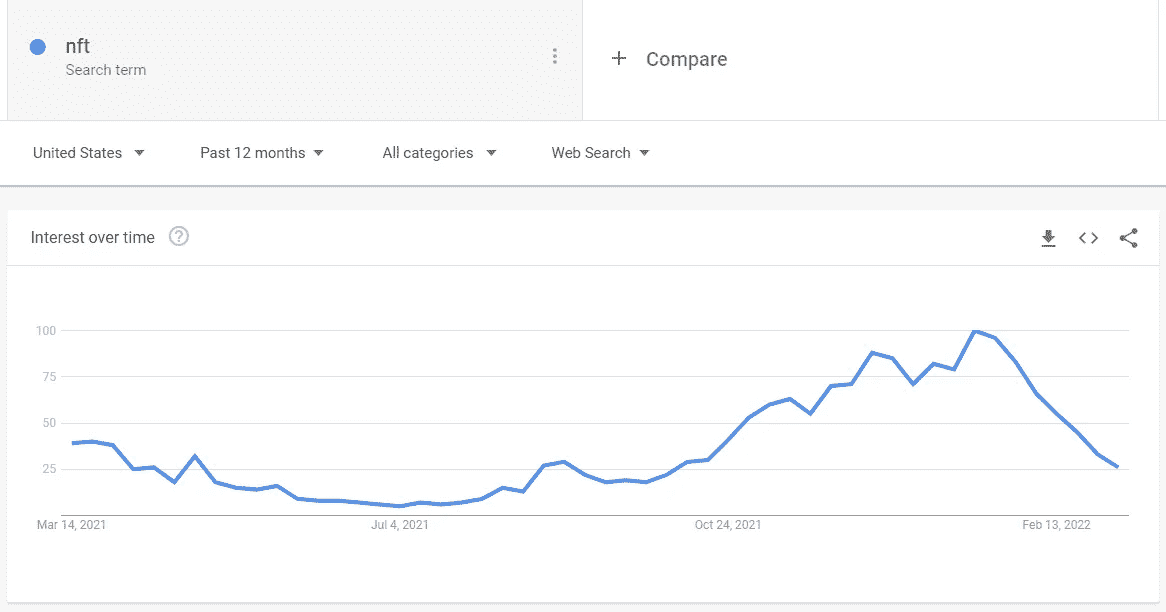 nft
Search term
+ Compare
United States
Past 12 months
All categories
Web Search
Interest over time
?
100
75
50
25
Mar 14, 2021
Jul 4, 2021
Oct 24, 2021
Feb 13, 2022